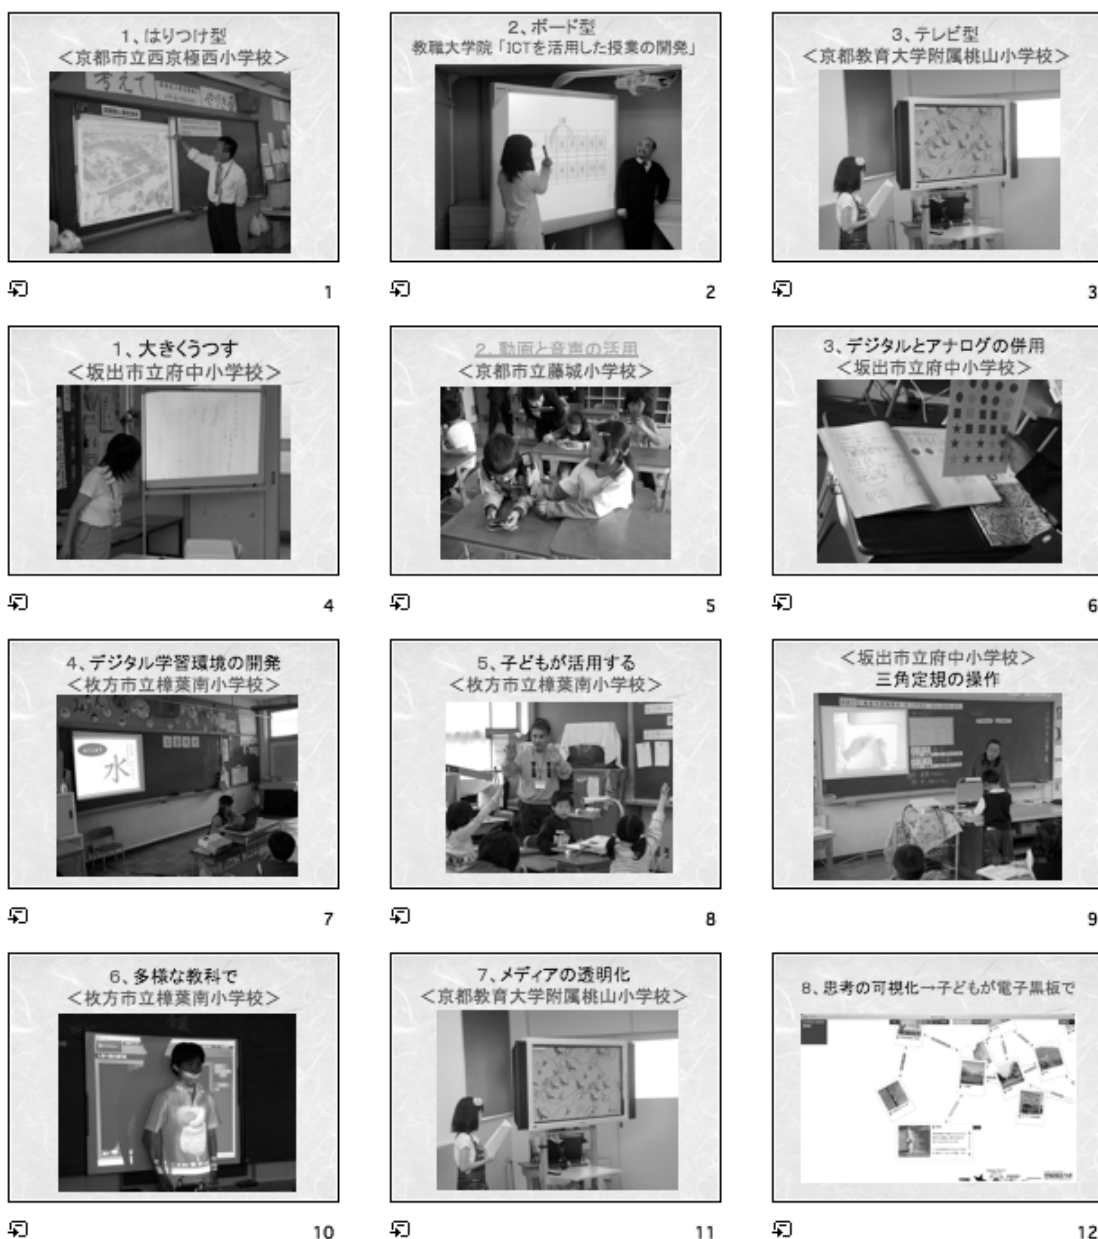 1、はりつけ型
＜京都市立西京極西小学校＞
考えて
1
2、ボード型
教職大学院「ICTを活用した授業の開発」
2
3、テレビ型
＜京都教育大学附属桃山小学校＞
3
1、大きくうつす
＜坂出市立府中小学校＞
4
2、動画と音声の活用
＜京都市立藤城小学校＞
5
3、デジタルとアナログの併用
＜坂出市立府中小学校＞
6
4、デジタル学習環境の開発
＜枚方市立樟葉南小学校＞
水
7
5、子どもが活用する
＜枚方市立樟葉南小学校＞
8
＜坂出市立府中小学校＞
三角定規の操作
9
6、多様な教科で
＜枚方市立樟葉南小学校＞
10
7、メディアの透明化
＜京都教育大学附属桃山小学校＞
11
8、思考の可視化→子どもが電子黒板で
12